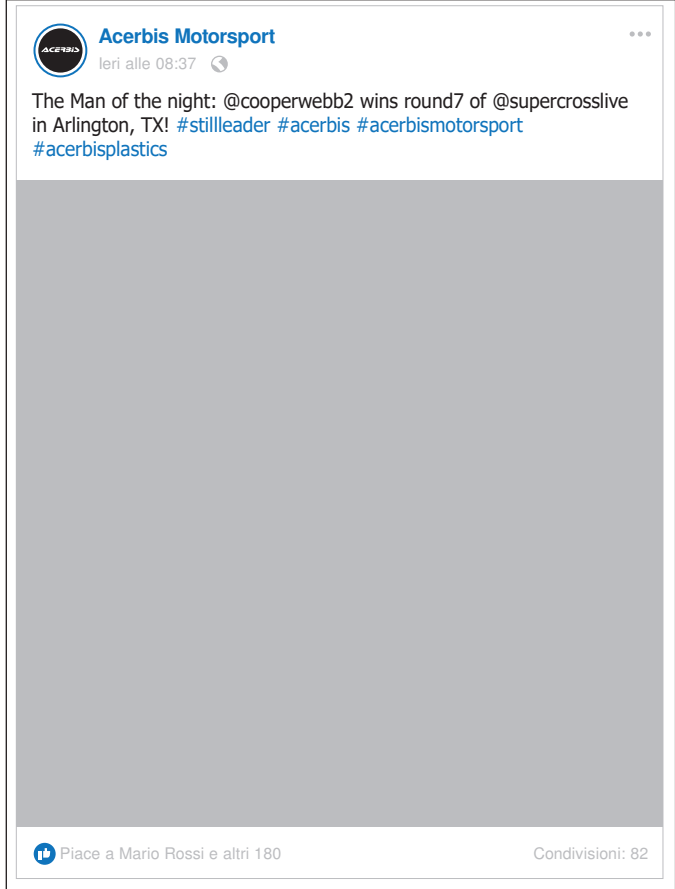 ACERBIS
Acerbis Motorsport
Ieri alle 08:37
The Man of the night: @cooperwebb2 wins round7 of @supercrosslive
in Arlington, TX! #stillleader #acerbis #acerbismotorsport
#acerbisplastics
Piace a Mario Rossi e altri 180
Condivisioni: 82